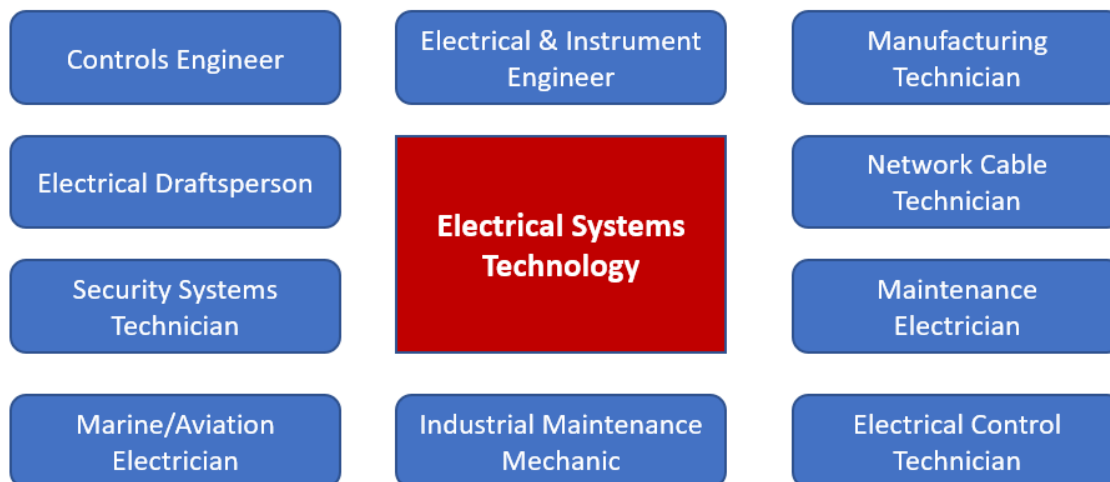 Controls Engineer
Electrical & Instrument
Engineer
Manufacturing
Technician
Electrical Draftsperson
Electrical Systems
Technology
Network Cable
Technician
Security Systems
Technician
Maintenance
Electrician
Marine/Aviation
Electrician
Industrial Maintenance
Mechanic
Electrical Control
Technician